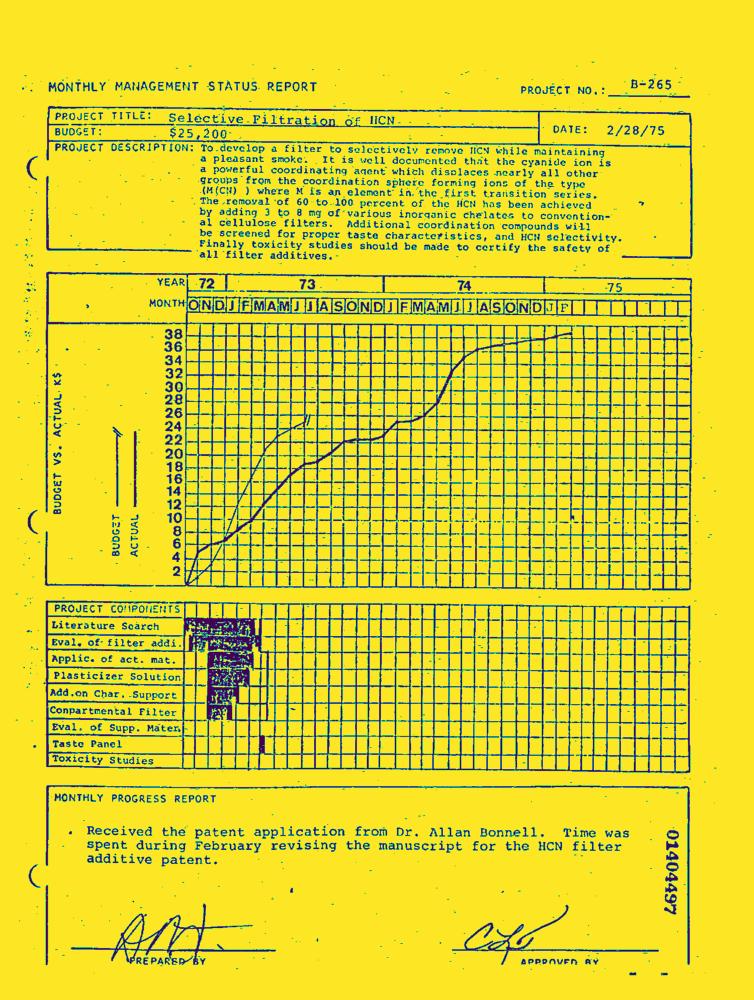 MONTHLY MANAGEMENT STATUS REPORT
PROJECT NO.: B-265
PROJECT TITLE: Selective Filtration of HCN
BUDGET: $25,200
DATE: 2/28/75
PROJECT DESCRIPTION: To develop a filter to selectively remove HCN while maintaining
a pleasant smoke. It is well documented that the cyanide ion is
a powerful coordinating agent which displaces nearly all other
groups from the coordination sphere forming ions of the type
(M(CN) ) where M is an element in the first transition series.
The removal of 60 to 100 percent of the HCN has been achieved
by adding 3 to 8 mg of various inorganic chelates to convention-
al cellulose filters. Additional coordination compounds will
be screened for proper taste characteristics, and HCN selectivity.
Finally toxicity studies should be made to certify the safety of
all filter additives.
YEAR 72 73 74 75
MONTH O N D J F M A M J J A S O N D J F M A M J J A S O N D J F
BUDGET VS. ACTUAL K$
BUDGET
ACTUAL
38
36
34
32
30
28
26
24
22
20
18
16
14
12
10
8
6
4
2
PROJECT COMPONENTS
Literature Search
Eval. of filter addi.
Applic. of act. mat.
Plasticizer Solution
Add.on Char. Support
Conpartmental Filter
Eval. of Supp. Mater.
Taste Panel
Toxicity Studies
MONTHLY PROGRESS REPORT
. Received the patent application from Dr. Allan Bonnell. Time was
spent during February revising the manuscript for the HCN filter
additive patent.
01404497
PREPARED BY
APPROVED BY